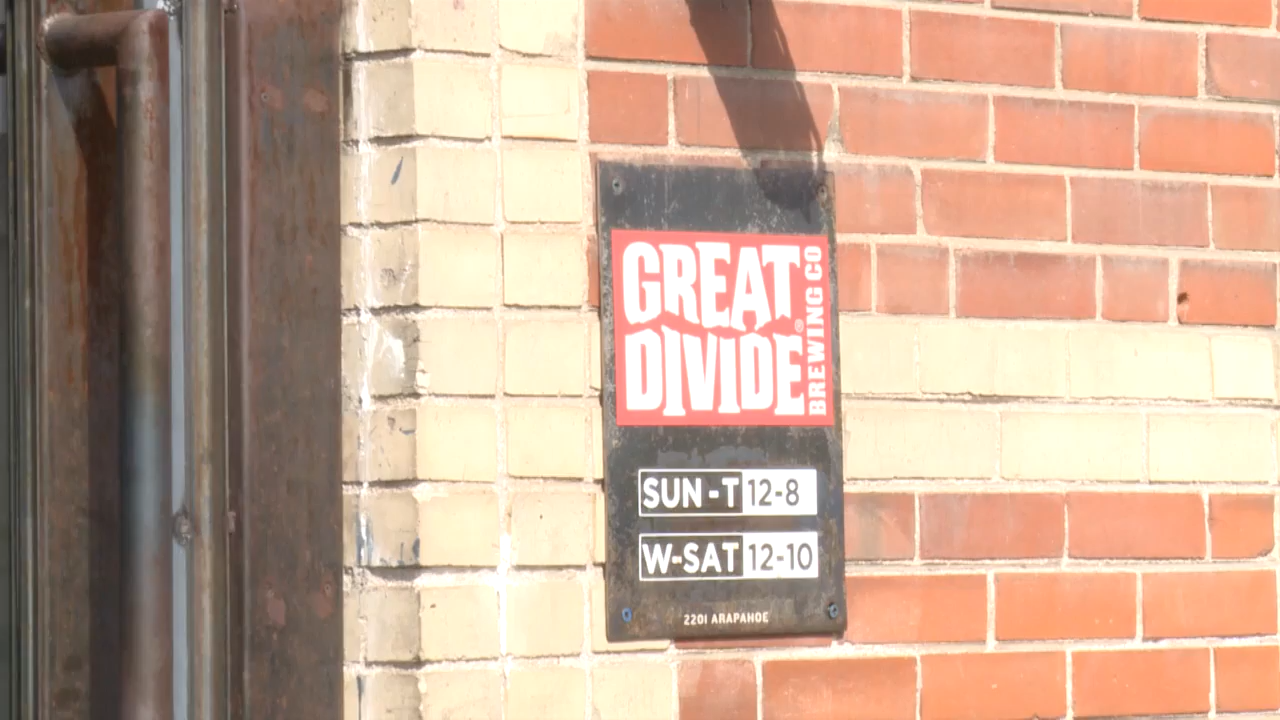 GREAT
DIVIDE®
BREWING CO
SUN-T 12-8
W-SAT 12-10
2201 ARAPAHOE